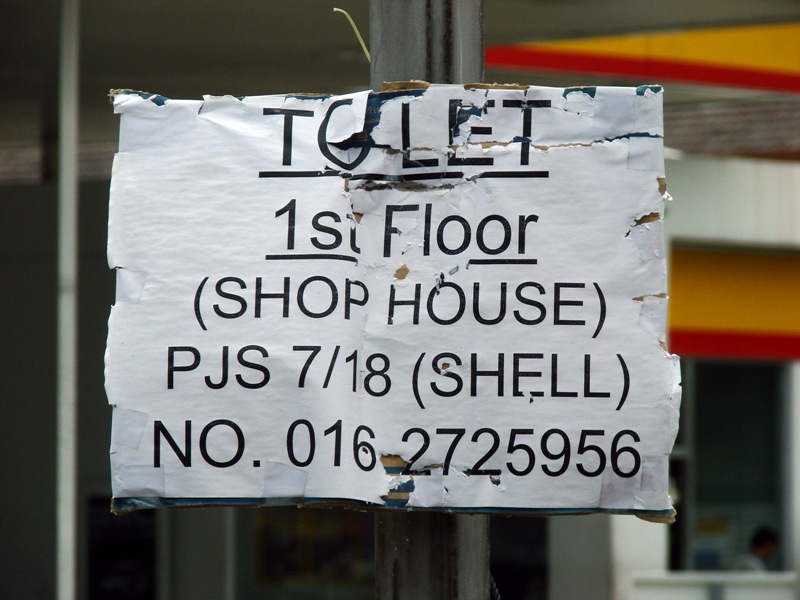 TO LET
1st Floor
(SHOP HOUSE)
PJS 7/18 (SHELL)
NO. 016 2725956